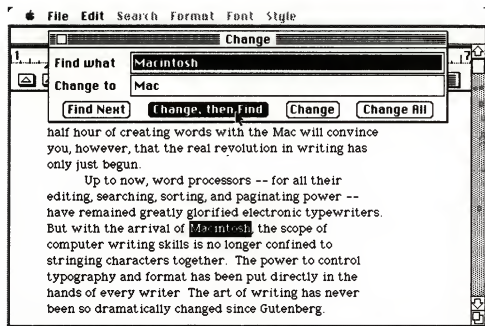 File Edit Search Format Font Style
Change
Find what Macintosh
Change to Mac
Find Next Change, then Find Change Change All
half hour of creating words with the Mac will convince
you, however, that the real revolution in writing has
only just begun.
Up to now, word processors -- for all their
editing, searching, sorting, and paginating power --
have remained greatly glorified electronic typewriters.
But with the arrival of Macintosh, the scope of
computer writing skills is no longer confined to
stringing characters together. The power to control
typography and format has been put directly in the
hands of every writer The art of writing has never
been so dramatically changed since Gutenberg.